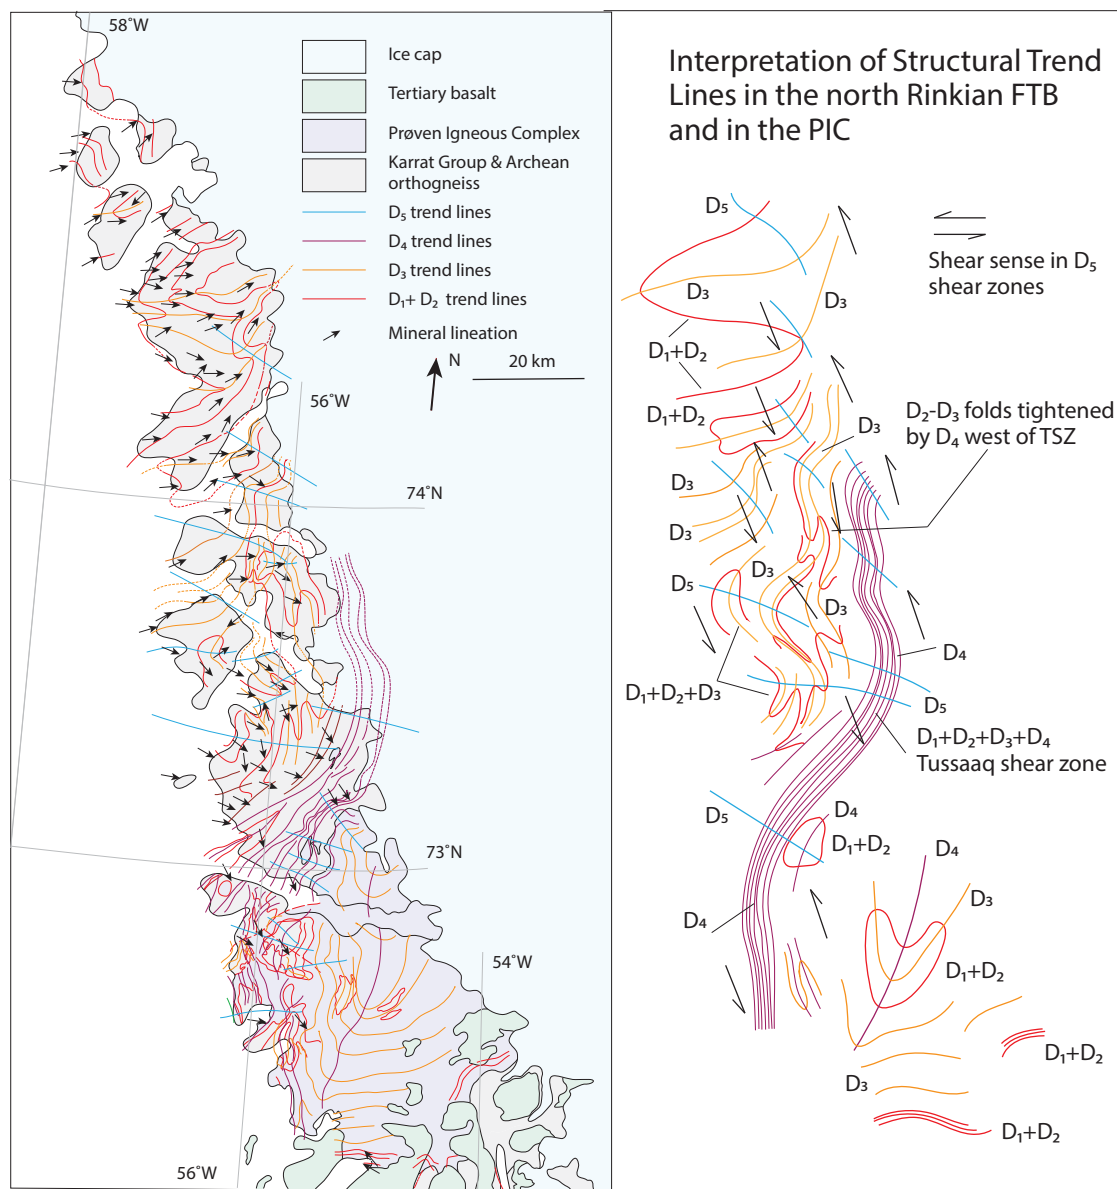 58˚W
Ice cap
Tertiary basalt
Prøven Igneous Complex
Karrat Group & Archean
orthogneiss
D₅ trend lines
D₄ trend lines
D₃ trend lines
D₁+ D₂ trend lines
Mineral lineation
N
20 km
56˚W
74˚N
73˚N
54˚W
56˚W
Interpretation of Structural Trend
Lines in the north Rinkian FTB
and in the PIC
D₅
Shear sense in D₅
shear zones
D₃
D₃
D₁+D₂
D₁+D₂
D₃
D₂-D₃ folds tightened
by D₄ west of TSZ
D₃
D₃
D₃
D₅
D₃
D₄
D₁+D₂+D₃
D₅
D₁+D₂+D₃+D₄
Tussaaq shear zone
D₅
D₄
D₁+D₂
D₄
D₃
D₄
D₁+D₂
D₁+D₂
D₃
D₁+D₂